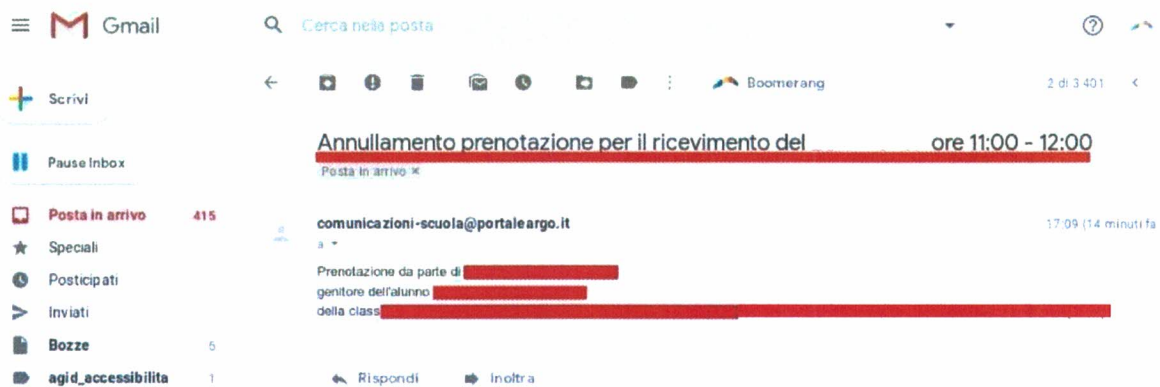 Gmail
Cerca nella posta
Scrivi
Boomerang
2 di 3 401
Annullamento prenotazione per il ricevimento del ore 11:00 - 12:00
Pause Inbox
Posta in arrivo ×
Posta in arrivo 415
comunicazioni-scuola@portaleargo.it
17:09 (14 minuti fa
a
Speciali
Prenotazione da parte di
Posticipati
genitore dell'alunno
Inviati
della class
Bozze 5
agid_accessibilita 1
Rispondi
Inoltra